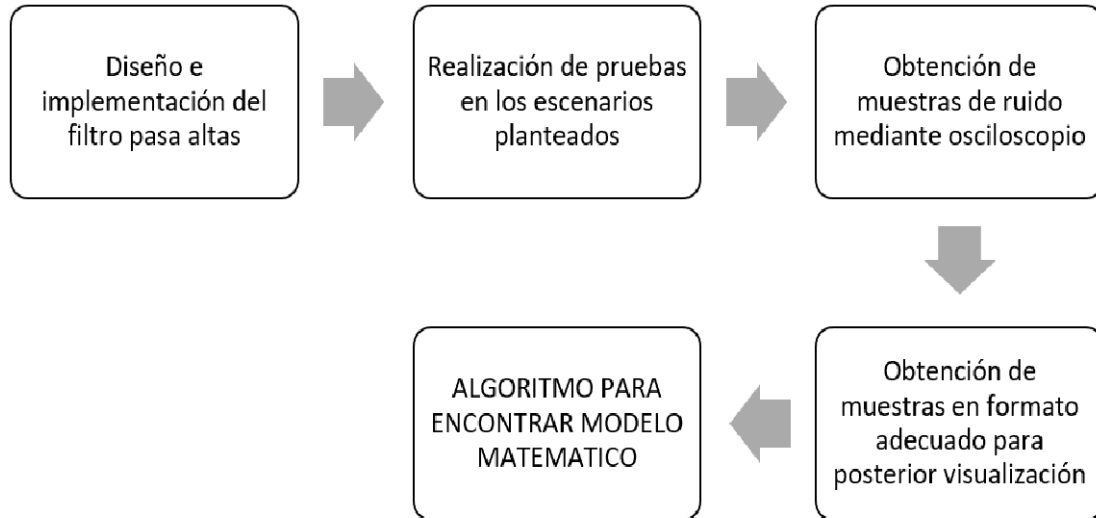 Diseño e
implementación del
filtro pasa altas
Realización de pruebas
en los escenarios
planteados
Obtención de
muestras de ruido
mediante osciloscopio
Obtención de
muestras en formato
adecuado para
posterior visualización
ALGORITMO PARA
ENCONTRAR MODELO
MATEMATICO